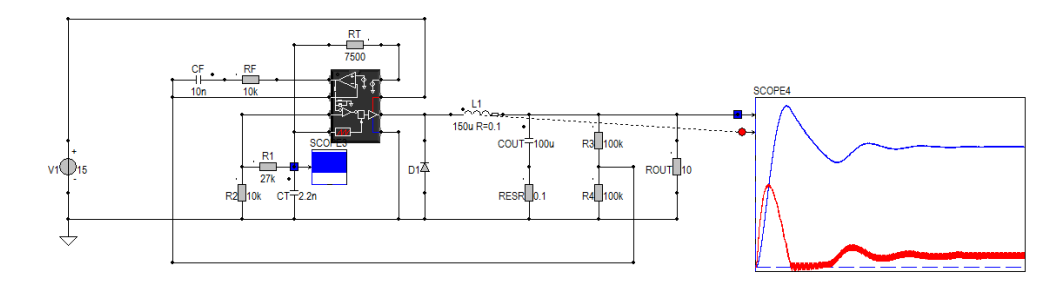 RT
7500
CF
RF
10n
10k
L1
150u R=0.1
SCOPE4
SCOPE3
R1
27k
V1
15
+
-
R2
10k
CT
2.2n
D1
COUT
100u
R3
100k
RESR
0.1
R4
100k
ROUT
10